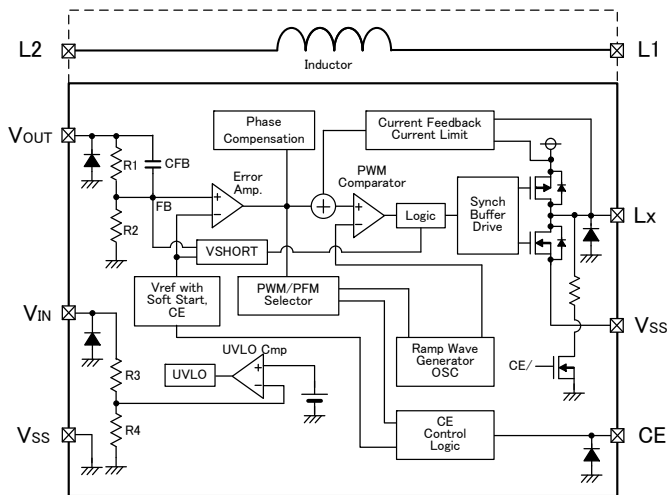 L2
L1
Inductor
VOUT
R1
CFB
FB
R2
Phase
Compensation
Error
Amp.
Current Feedback
Current Limit
PWM
Comparator
Logic
Synch
Buffer
Drive
Lx
VSHORT
Vref with
Soft Start,
CE
PWM/PFM
Selector
VIN
R3
R4
UVLO Cmp
UVLO
Ramp Wave
Generator
OSC
CE/
VSS
VSS
CE
Control
Logic
CE